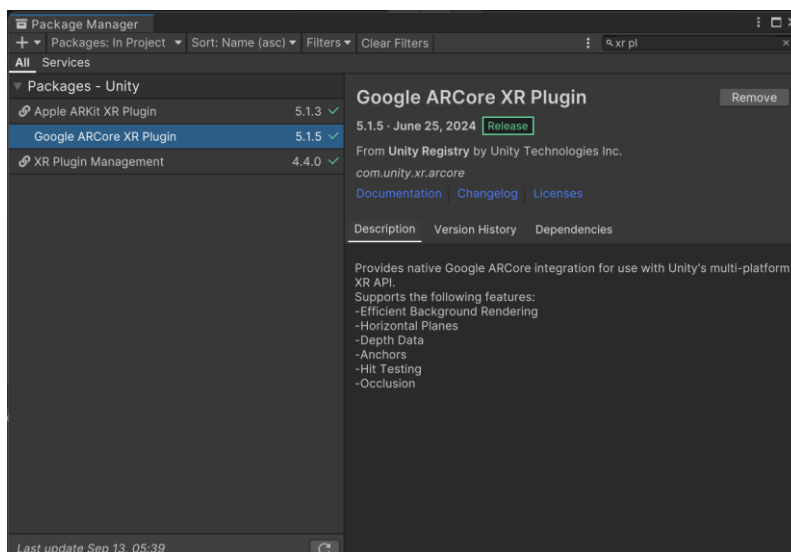 Package Manager
Packages: In Project Sort: Name (asc) Filters Clear Filters xr pl
All Services
Packages - Unity
Apple ARKit XR Plugin 5.1.3
Google ARCore XR Plugin 5.1.5
XR Plugin Management 4.4.0
Last update Sep 13, 05:39
Google ARCore XR Plugin Remove
5.1.5 · June 25, 2024 Release
From Unity Registry by Unity Technologies Inc.
com.unity.xr.arcore
Documentation Changelog Licenses
Description Version History Dependencies
Provides native Google ARCore integration for use with Unity's multi-platform
XR API.
Supports the following features:
-Efficient Background Rendering
-Horizontal Planes
-Depth Data
-Anchors
-Hit Testing
-Occlusion